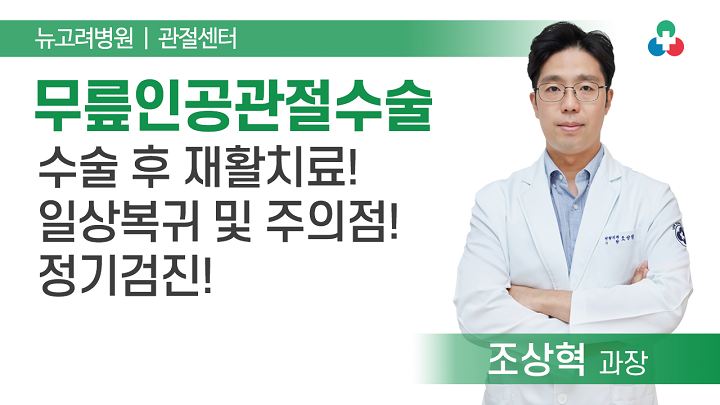 뉴고려병원 | 관절센터
무릎인공관절수술
수술 후 재활치료!
일상복귀 및 주의점!
정기검진!
조상혁 과장